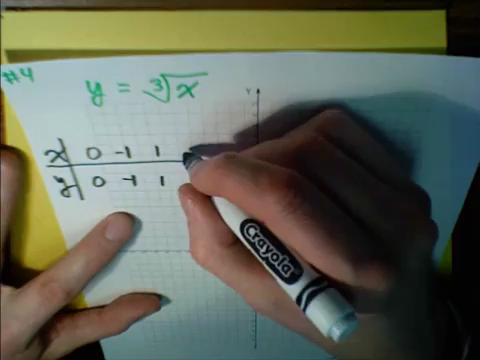 #4
y = ∛x
x 0 -1 1
y 0 -1 1
Y
Crayola